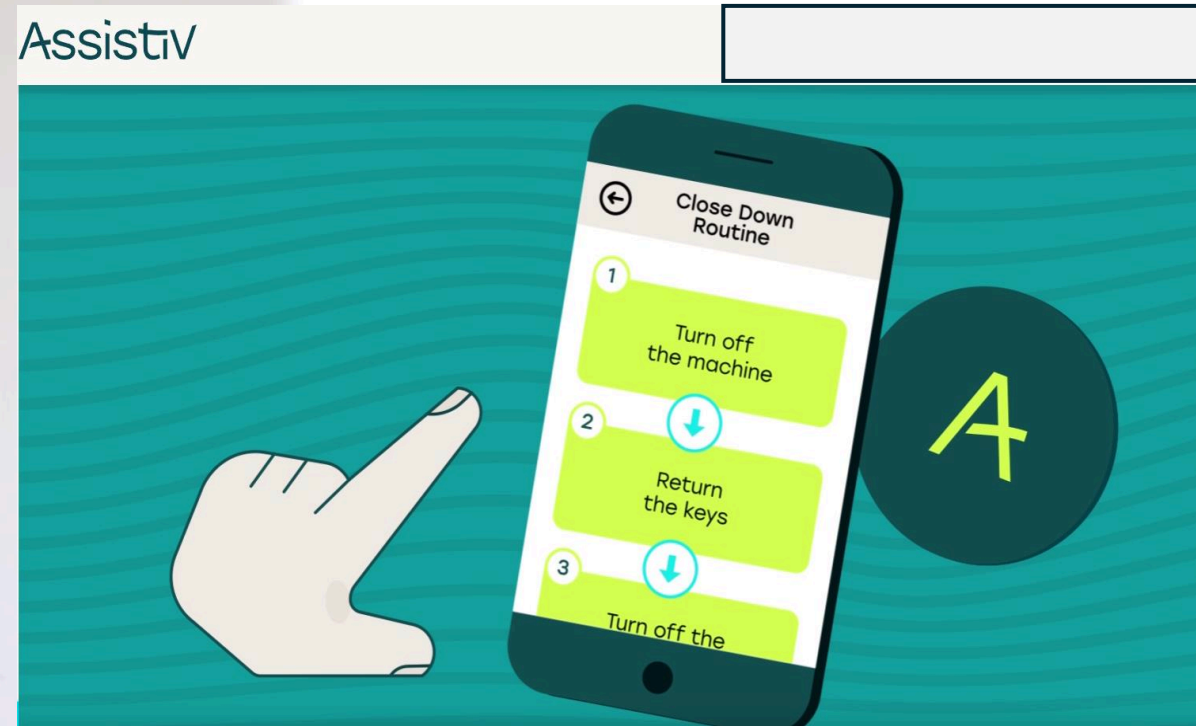 Assistiv
Close Down
Routine
1
Turn off
the machine
2
Return
the keys
3
Turn off the
A